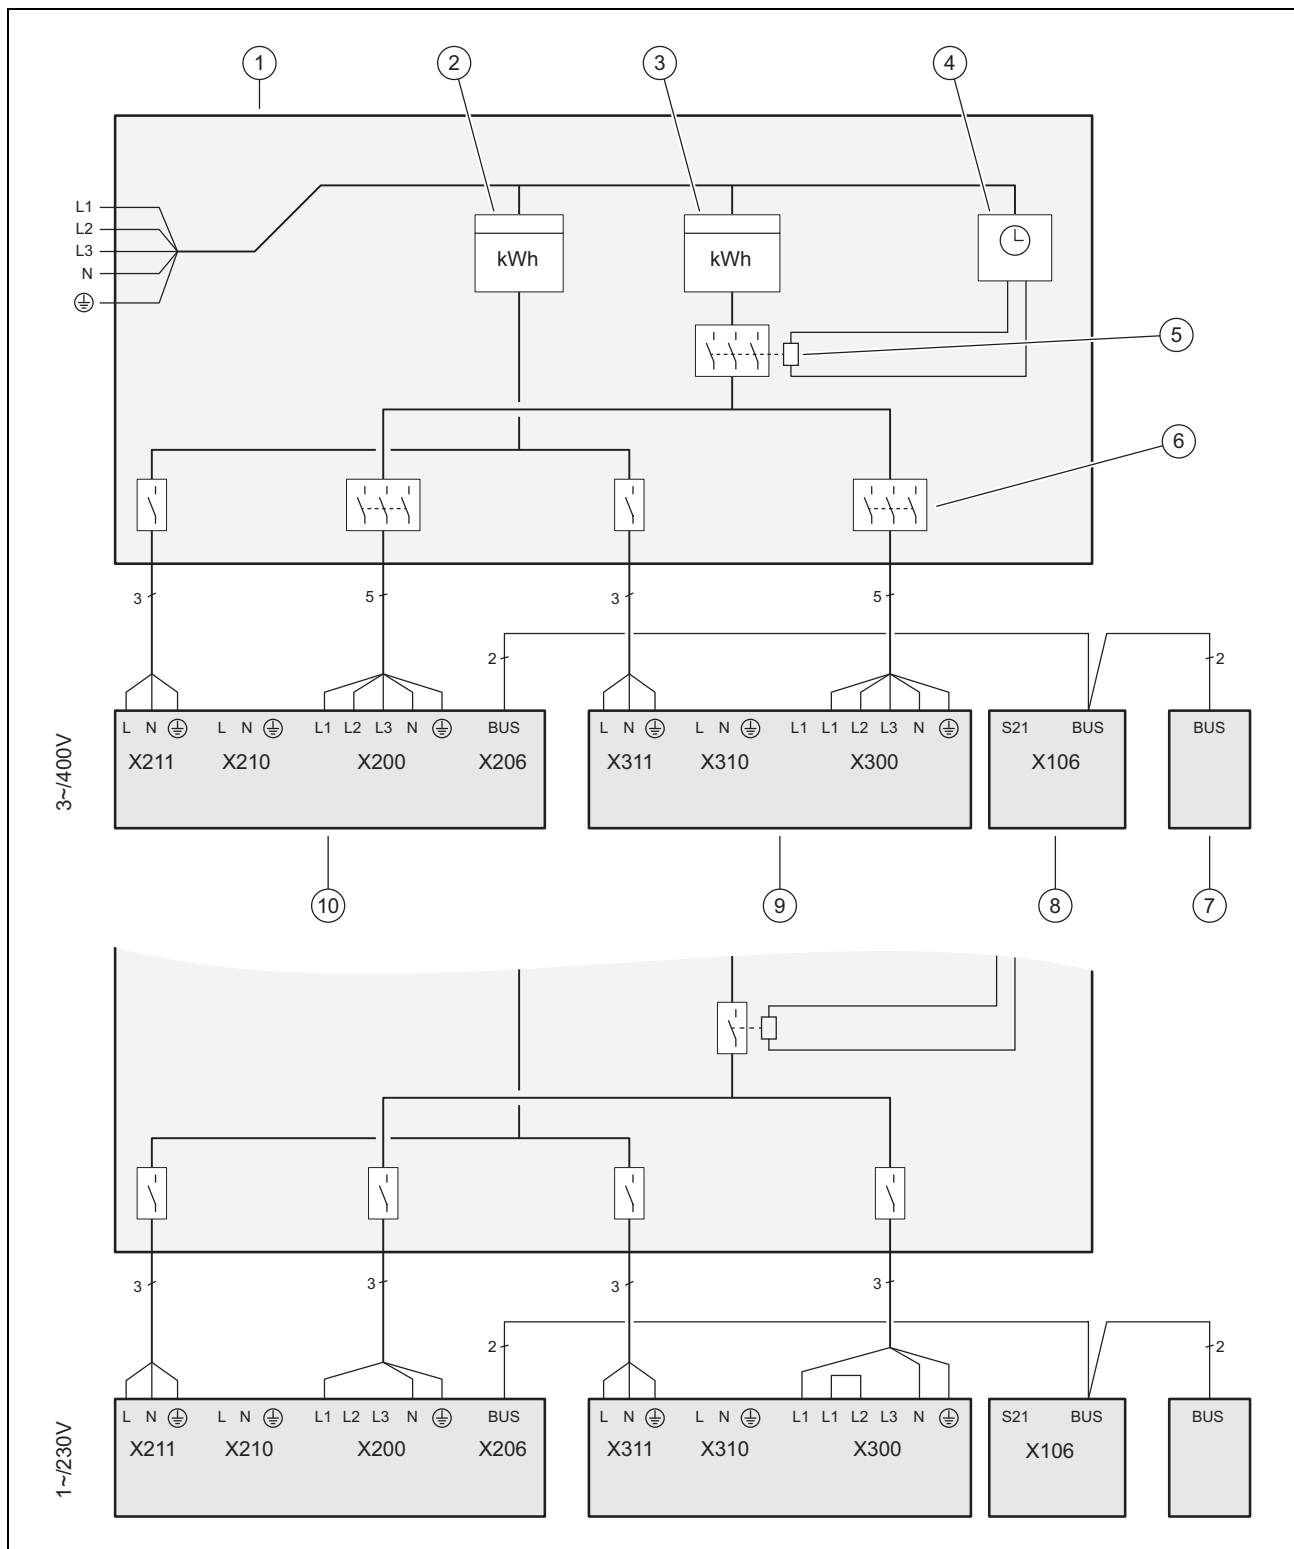 1 2 3 4
L1
L2
L3
N
kWh kWh
5
6
3 5 3 5
2 2
L N L N L1 L2 L3 N BUS L N L N L1 L1 L2 L3 N S21 BUS BUS
X211 X210 X200 X206 X311 X310 X300 X106
3~/400V
10 9 8 7
3 3 3 3
2 2
L N L N L1 L2 L3 N BUS L N L N L1 L1 L2 L3 N S21 BUS BUS
X211 X210 X200 X206 X311 X310 X300 X106
1~/230V